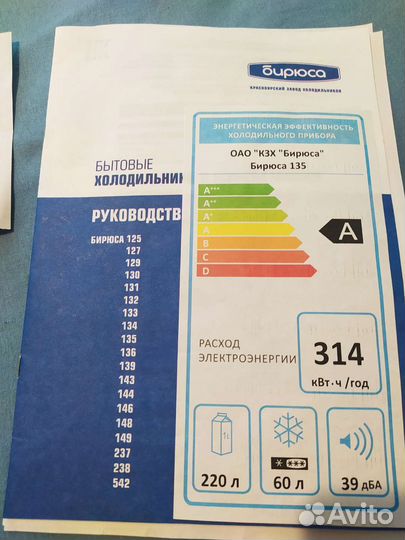 бирюса
КРАСНОЯРСКИЙ ЗАВОД ХОЛОДИЛЬНИКОВ
ЭНЕРГЕТИЧЕСКАЯ ЭФФЕКТИВНОСТЬ
ХОЛОДИЛЬНОГО ПРИБОРА
ОАО "КЗХ "Бирюса"
Бирюса 135
A+++
A++
A+
A
B
C
D
A
РАСХОД
ЭЛЕКТРОЭНЕРГИИ
314
кВт·ч/год
1L
220 л
60 л
39 дБА
БЫТОВЫЕ
ХОЛОДИЛЬНИК
РУКОВОДСТВ
БИРЮСА 125
127
129
130
131
132
133
134
135
136
139
143
144
146
148
149
237
238
542
Avito